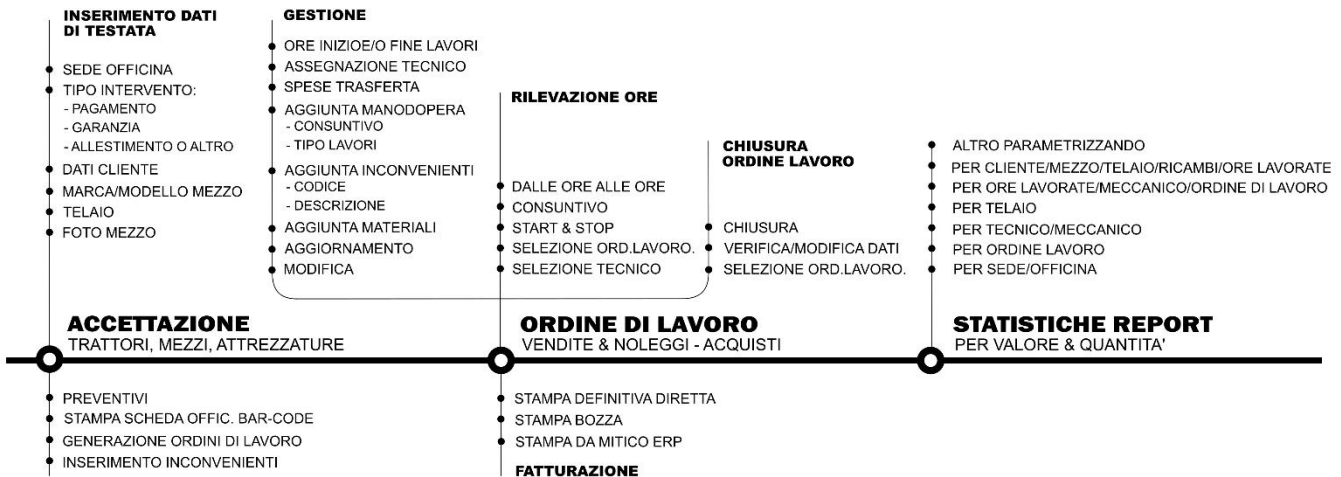 INSERIMENTO DATI
DI TESTATA
SEDE OFFICINA
TIPO INTERVENTO:
- PAGAMENTO
- GARANZIA
- ALLESTIMENTO O ALTRO
DATI CLIENTE
MARCA/MODELLO MEZZO
TELAIO
FOTO MEZZO
GESTIONE
ORE INIZIOE/O FINE LAVORI
ASSEGNAZIONE TECNICO
SPESE TRASFERTA
AGGIUNTA MANODOPERA
- CONSUNTIVO
- TIPO LAVORI
AGGIUNTA INCONVENIENTI
- CODICE
- DESCRIZIONE
AGGIUNTA MATERIALI
AGGIORNAMENTO
MODIFICA
RILEVAZIONE ORE
DALLE ORE ALLE ORE
CONSUNTIVO
START & STOP
SELEZIONE ORD.LAVORO.
SELEZIONE TECNICO
CHIUSURA
ORDINE LAVORO
CHIUSURA
VERIFICA/MODIFICA DATI
SELEZIONE ORD.LAVORO.
ALTRO PARAMETRIZZANDO
PER CLIENTE/MEZZO/TELAIO/RICAMBI/ORE LAVORATE
PER ORE LAVORATE/MECCANICO/ORDINE DI LAVORO
PER TELAIO
PER TECNICO/MECCANICO
PER ORDINE LAVORO
PER SEDE/OFFICINA
ACCETTAZIONE
TRATTORI, MEZZI, ATTREZZATURE
ORDINE DI LAVORO
VENDITE & NOLEGGI - ACQUISTI
STATISTICHE REPORT
PER VALORE & QUANTITA'
PREVENTIVI
STAMPA SCHEDA OFFIC. BAR-CODE
GENERAZIONE ORDINI DI LAVORO
INSERIMENTO INCONVENIENTI
STAMPA DEFINITIVA DIRETTA
STAMPA BOZZA
STAMPA DA MITICO ERP
FATTURAZIONE